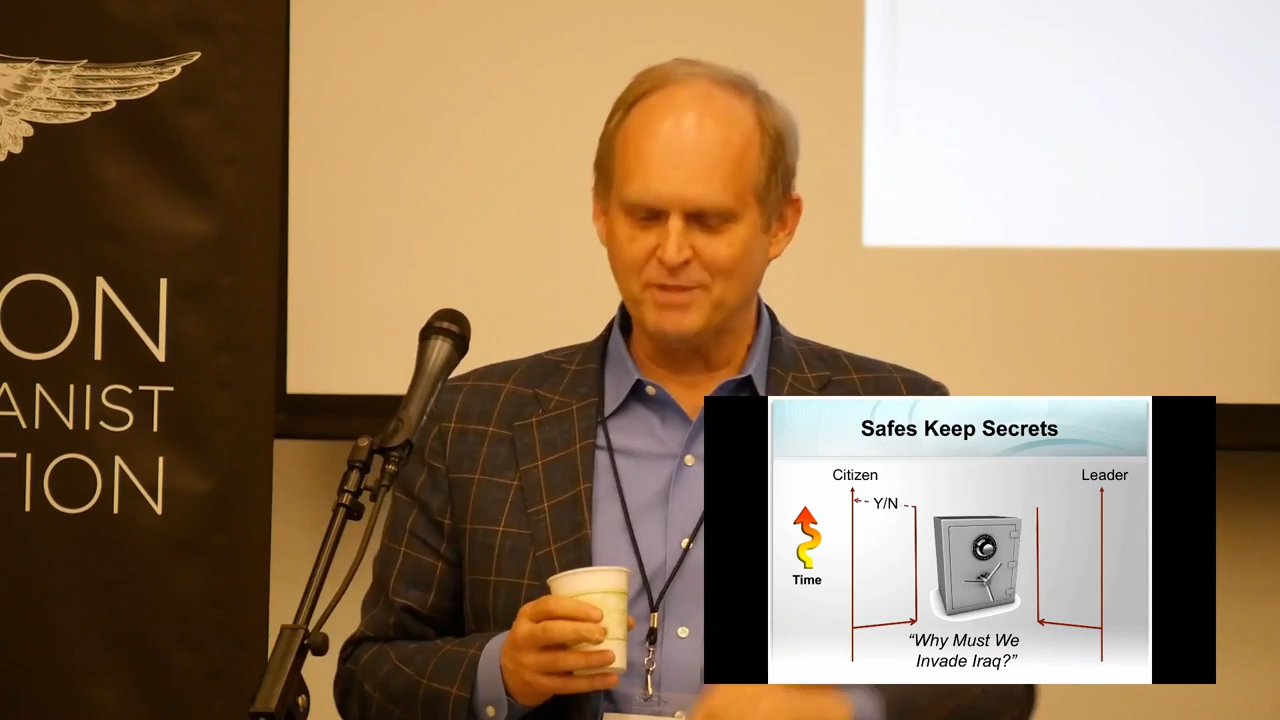 ON
ANIST
TION
Safes Keep Secrets
Citizen
Leader
Y/N
Time
“Why Must We
Invade Iraq?”